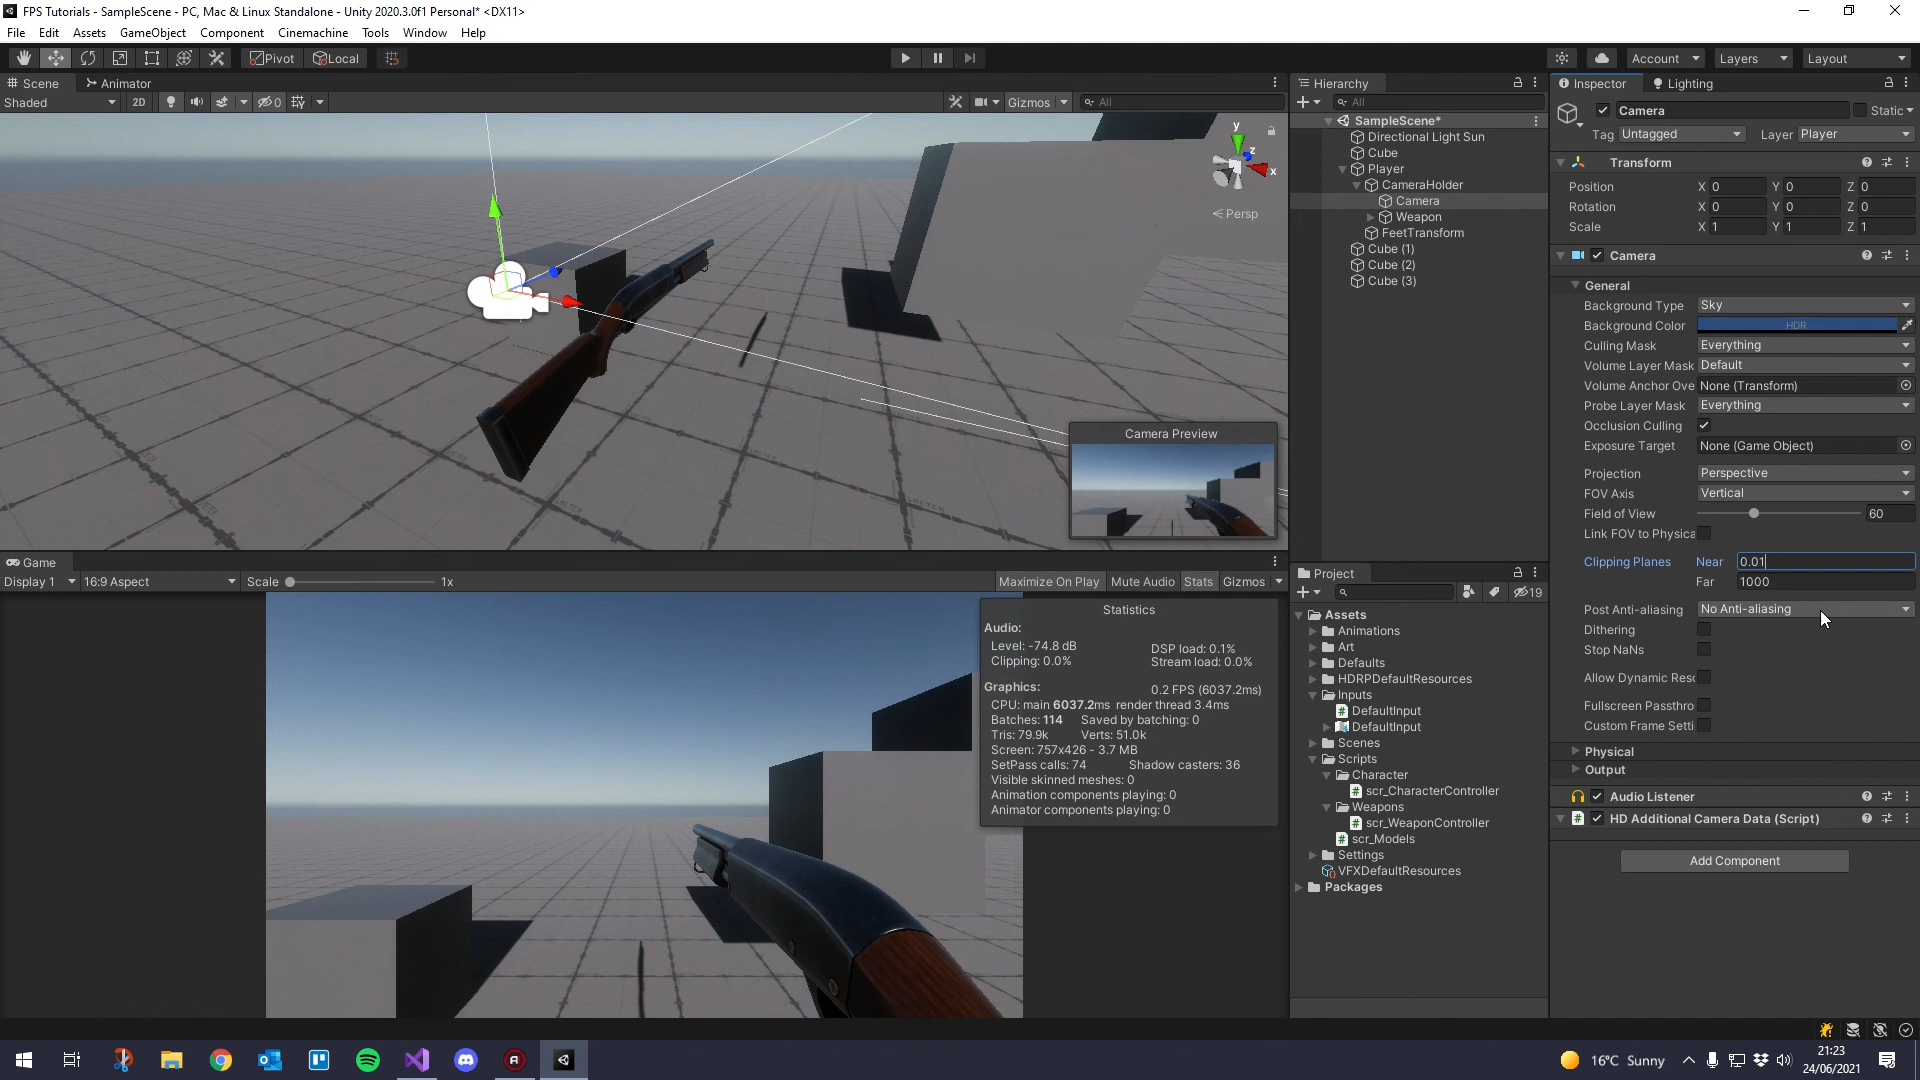 FPS Tutorials - SampleScene - PC, Mac & Linux Standalone - Unity 2020.3.0f1 Personal* <DX11>
File Edit Assets GameObject Component Cinemachine Tools Window Help
Pivot Local
Account Layers Layout
Scene Animator
Shaded 2D 0 Gizmos All
y
z
x
Persp
Camera Preview
Game
Display 1 16:9 Aspect Scale 1x Maximize On Play Mute Audio Stats Gizmos
Statistics
Audio:
Level: -74.8 dB DSP load: 0.1%
Clipping: 0.0% Stream load: 0.0%
Graphics: 0.2 FPS (6037.2ms)
CPU: main 6037.2ms render thread 3.4ms
Batches: 114 Saved by batching: 0
Tris: 79.9k Verts: 51.0k
Screen: 757x426 - 3.7 MB
SetPass calls: 74 Shadow casters: 36
Visible skinned meshes: 0
Animation components playing: 0
Animator components playing: 0
Hierarchy
All
SampleScene*
Directional Light Sun
Cube
Player
CameraHolder
Camera
Weapon
FeetTransform
Cube (1)
Cube (2)
Cube (3)
Project
19
Assets
Animations
Art
Defaults
HDRPDefaultResources
Inputs
DefaultInput
DefaultInput
Scenes
Scripts
Character
scr_CharacterController
Weapons
scr_WeaponController
scr_Models
Settings
VFXDefaultResources
Packages
Inspector Lighting
Camera Static
Tag Untagged Layer Player
Transform
Position X 0 Y 0 Z 0
Rotation X 0 Y 0 Z 0
Scale X 1 Y 1 Z 1
Camera
General
Background Type Sky
Background Color HDR
Culling Mask Everything
Volume Layer Mask Default
Volume Anchor Ove None (Transform)
Probe Layer Mask Everything
Occlusion Culling
Exposure Target None (Game Object)
Projection Perspective
FOV Axis Vertical
Field of View 60
Link FOV to Physica
Clipping Planes Near 0.01
Far 1000
Post Anti-aliasing No Anti-aliasing
Dithering
Stop NaNs
Allow Dynamic Reso
Fullscreen Passthro
Custom Frame Setti
Physical
Output
Audio Listener
HD Additional Camera Data (Script)
Add Component
16°C Sunny
21:23
24/06/2021